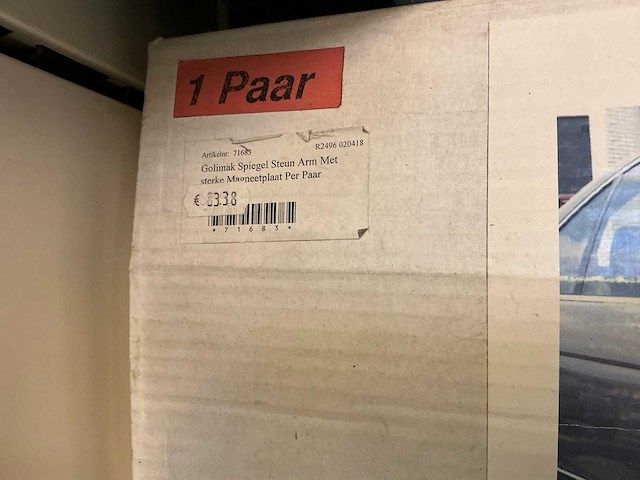 1 Paar
Artikelnr: 71683
R2496 020418
Golimak Spiegel Steun Arm Met
sterke Magneetplaat Per Paar
€ 83.38
* 7 1 6 8 3 *